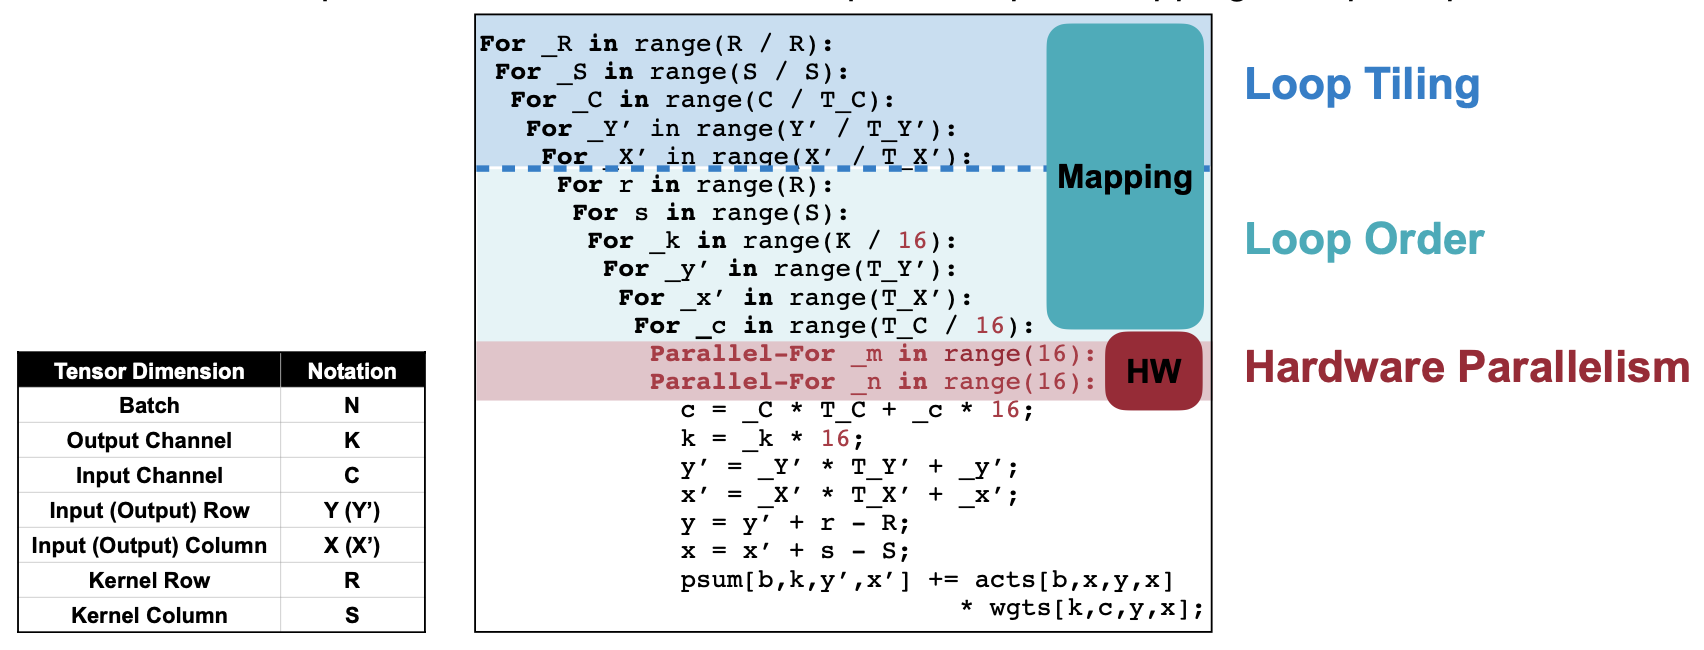 For _R in range(R / R):
For _S in range(S / S):
For _C in range(C / T_C):
For _Y’ in range(Y’ / T_Y’):
For _X’ in range(X’ / T_X’):
For r in range(R):
For s in range(S):
For _k in range(K / 16):
For _y’ in range(T_Y’):
For _x’ in range(T_X’):
For _c in range(T_C / 16):
Parallel-For _m in range(16):
Parallel-For _n in range(16):
c = _C * T_C + _c * 16;
k = _k * 16;
y’ = _Y’ * T_Y’ + _y’;
x’ = _X’ * T_X’ + _x’;
y = y’ + r - R;
x = x’ + s - S;
psum[b,k,y’,x’] += acts[b,x,y,x]
* wgts[k,c,y,x];
Mapping
HW
Loop Tiling
Loop Order
Hardware Parallelism
Tensor Dimension Notation
Batch N
Output Channel K
Input Channel C
Input (Output) Row Y (Y’)
Input (Output) Column X (X’)
Kernel Row R
Kernel Column S